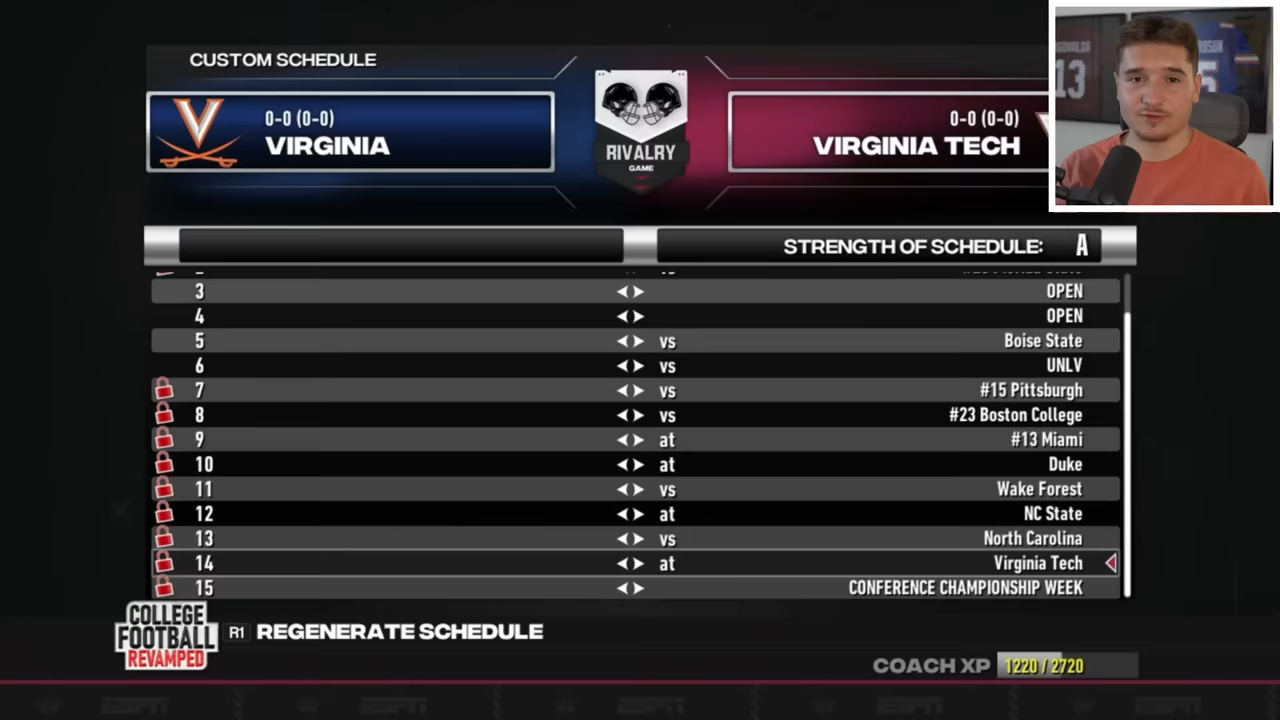 CUSTOM SCHEDULE
0-0 (0-0)
VIRGINIA
RIVALRY
GAME
0-0 (0-0)
VIRGINIA TECH
13
STRENGTH OF SCHEDULE: A
3 OPEN
4 OPEN
5 vs Boise State
6 vs UNLV
7 vs #15 Pittsburgh
8 vs #23 Boston College
9 at #13 Miami
10 at Duke
11 vs Wake Forest
12 at NC State
13 vs North Carolina
14 at Virginia Tech
15 CONFERENCE CHAMPIONSHIP WEEK
COLLEGE
FOOTBALL
REVAMPED
R1 REGENERATE SCHEDULE
COACH XP 1220 / 2720